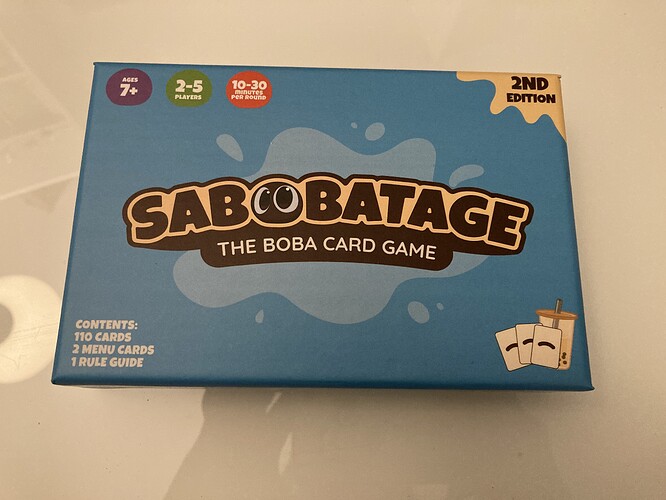 AGES
7+
2-5
PLAYERS
10-30
MINUTES
PER ROUND
2ND
EDITION
SABOOBATAGE
THE BOBA CARD GAME
CONTENTS:
110 CARDS
2 MENU CARDS
1 RULE GUIDE